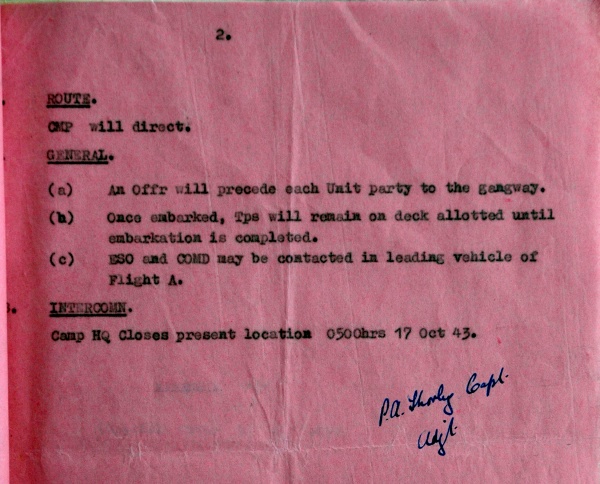 2.
ROUTE.
CMP will direct.
GENERAL.
(a) An Offr will precede each Unit party to the gangway.
(b) Once embarked, Tps will remain on deck allotted until
embarkation is completed.
(c) ESO and COMD may be contacted in leading vehicle of
Flight A.
INTERCOMN.
Camp HQ Closes present location 0500hrs 17 Oct 43.
P.A. Capt.
Adjt.